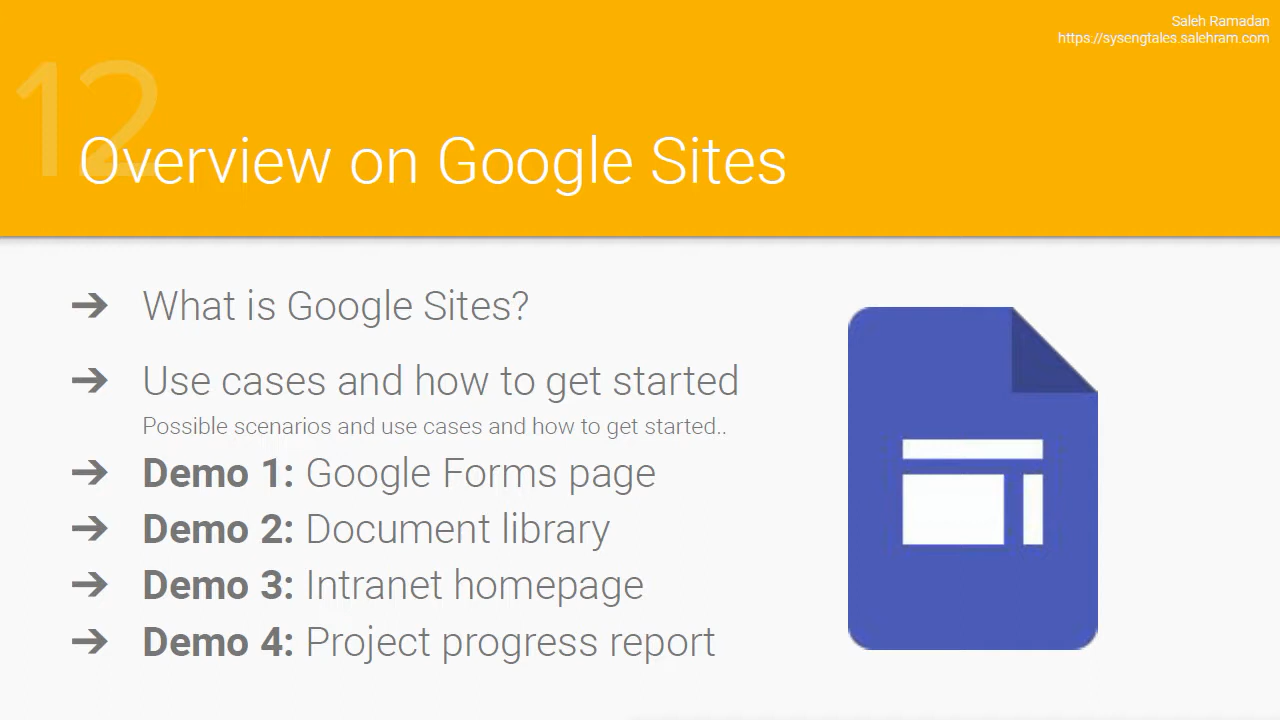 Saleh Ramadan
https://sysengtales.salehram.com
12
Overview on Google Sites
➔ What is Google Sites?
➔ Use cases and how to get started
Possible scenarios and use cases and how to get started..
➔ Demo 1: Google Forms page
➔ Demo 2: Document library
➔ Demo 3: Intranet homepage
➔ Demo 4: Project progress report